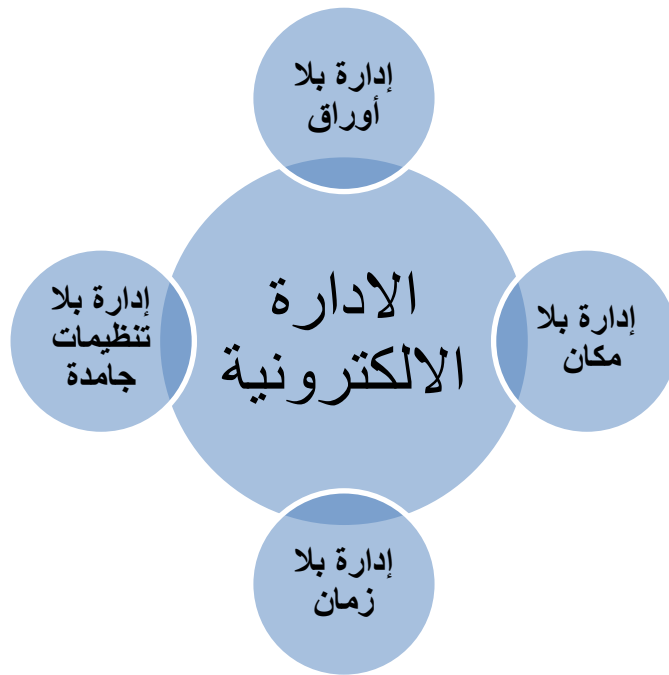 إدارة بلا
أوراق
الادارة
الالكترونية
إدارة بلا
مكان
إدارة بلا
تنظيمات
جامدة
إدارة بلا
زمان